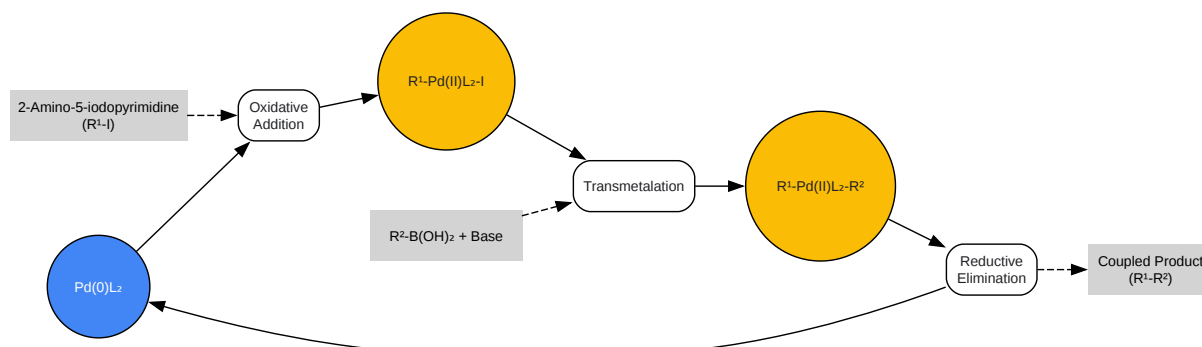 2-Amino-5-iodopyrimidine
(R¹-I)
Oxidative
Addition
R¹-Pd(II)L₂-I
Transmetalation
R²-B(OH)₂ + Base
R¹-Pd(II)L₂-R²
Reductive
Elimination
Coupled Product
(R¹-R²)
Pd(0)L₂